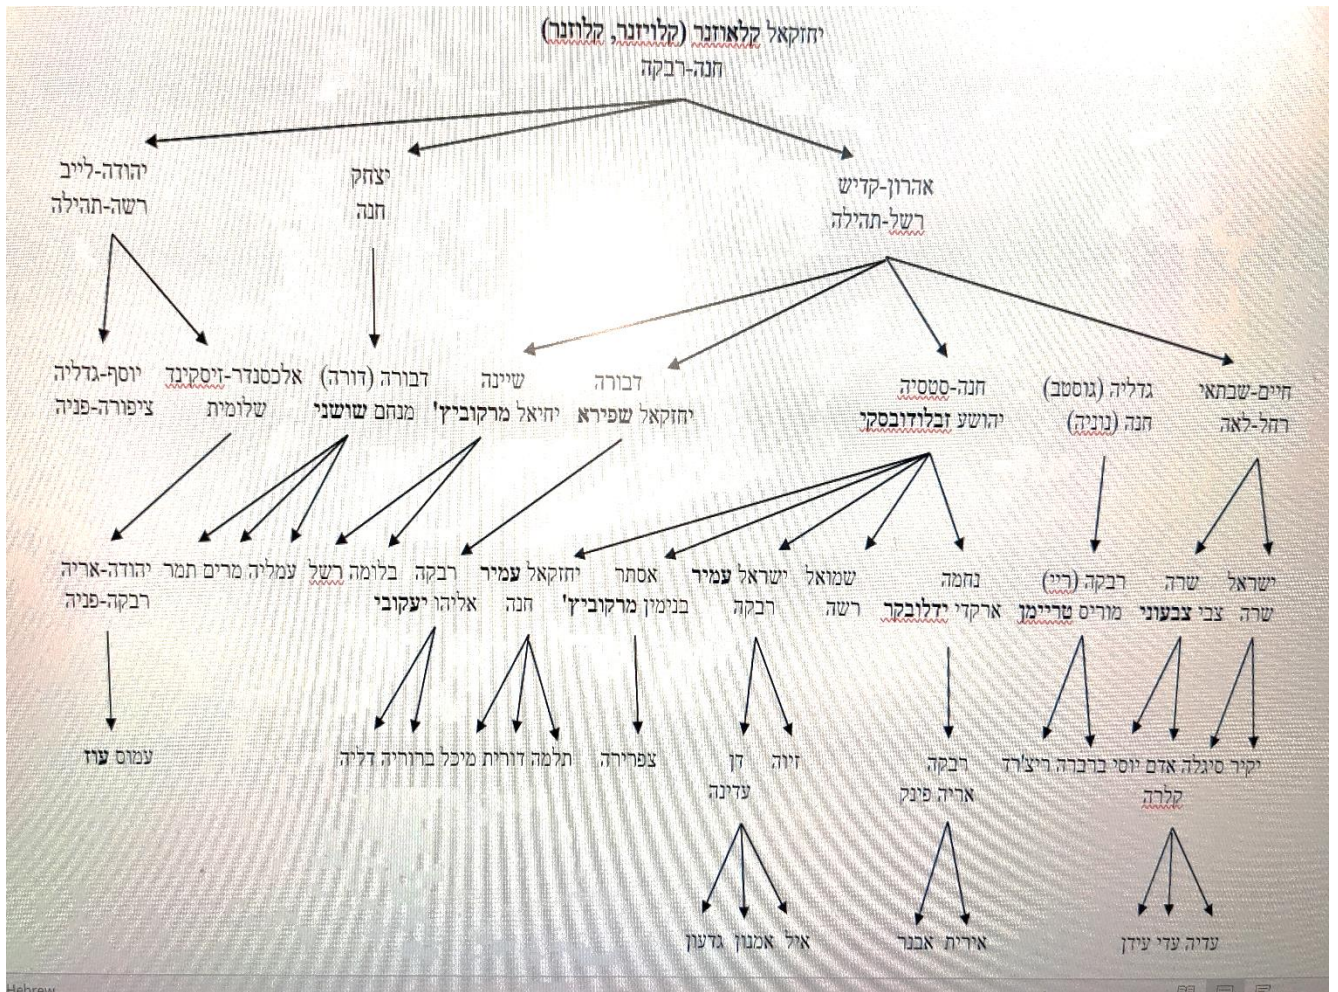 יחזקאל קלאוזנר (קלויזנר, קלוזנר)
חנה-רבקה
אהרון-קדיש
רשל-תהילה
יצחק
חנה
יהודה-לייב
רשה-תהילה
חיים-שבתאי
רחל-לאה
גדליה (גוסטב)
חנה (נוניה)
חנה-סטסיה
יהושע זבלודובסקי
דבורה
יחזקאל שפירא
שיינה
יחיאל מרקוביץ'
דבורה (דורה)
מנחם שושני
אלכסנדר-זיסקינד
שלומית
יוסף-גדליה
ציפורה-פניה
ישראל
שרה
שרה
צבי צבעוני
רבקה (ריי)
מוריס טריימן
נחמה
ארקדי ידלובקר
שמואל
רשה
ישראל עמיר
רבקה
אסתר
בנימין מרקוביץ'
יחזקאל עמיר
חנה
רבקה
אליהו יעקובי
בלומה רשל
עמליה מרים תמר
יהודה-אריה
רבקה-פניה
יקיר סיגלה אדם יוסי ברברה ריצ'רד
קלרה
רבקה
אריה פינק
זיוה
דן
עדינה
צפרירה
תלמה דורית מיכל ברוריה דליה
עמוס עוז
עדיה עדי עידן
אירית אבנר
איל אמנון גדעון
Hebrew